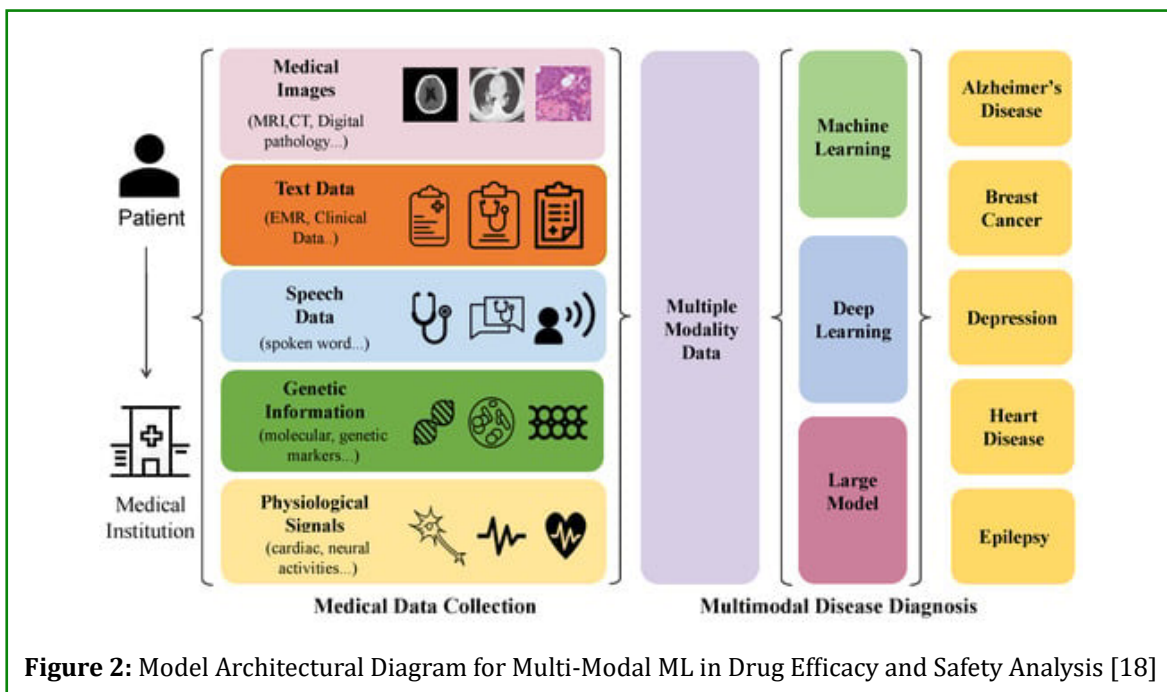 Patient
Medical
Institution
Medical
Images
(MRI,CT, Digital
pathology...)
Text Data
(EMR, Clinical
Data..)
Speech
Data
(spoken word...)
Genetic
Information
(molecular, genetic
markers...)
Physiological
Signals
(cardiac, neural
activities...)
Medical Data Collection
Multiple
Modality
Data
Machine
Learning
Deep
Learning
Large
Model
Multimodal Disease Diagnosis
Alzheimer's
Disease
Breast
Cancer
Depression
Heart
Disease
Epilepsy
Figure 2: Model Architectural Diagram for Multi-Modal ML in Drug Efficacy and Safety Analysis [18]